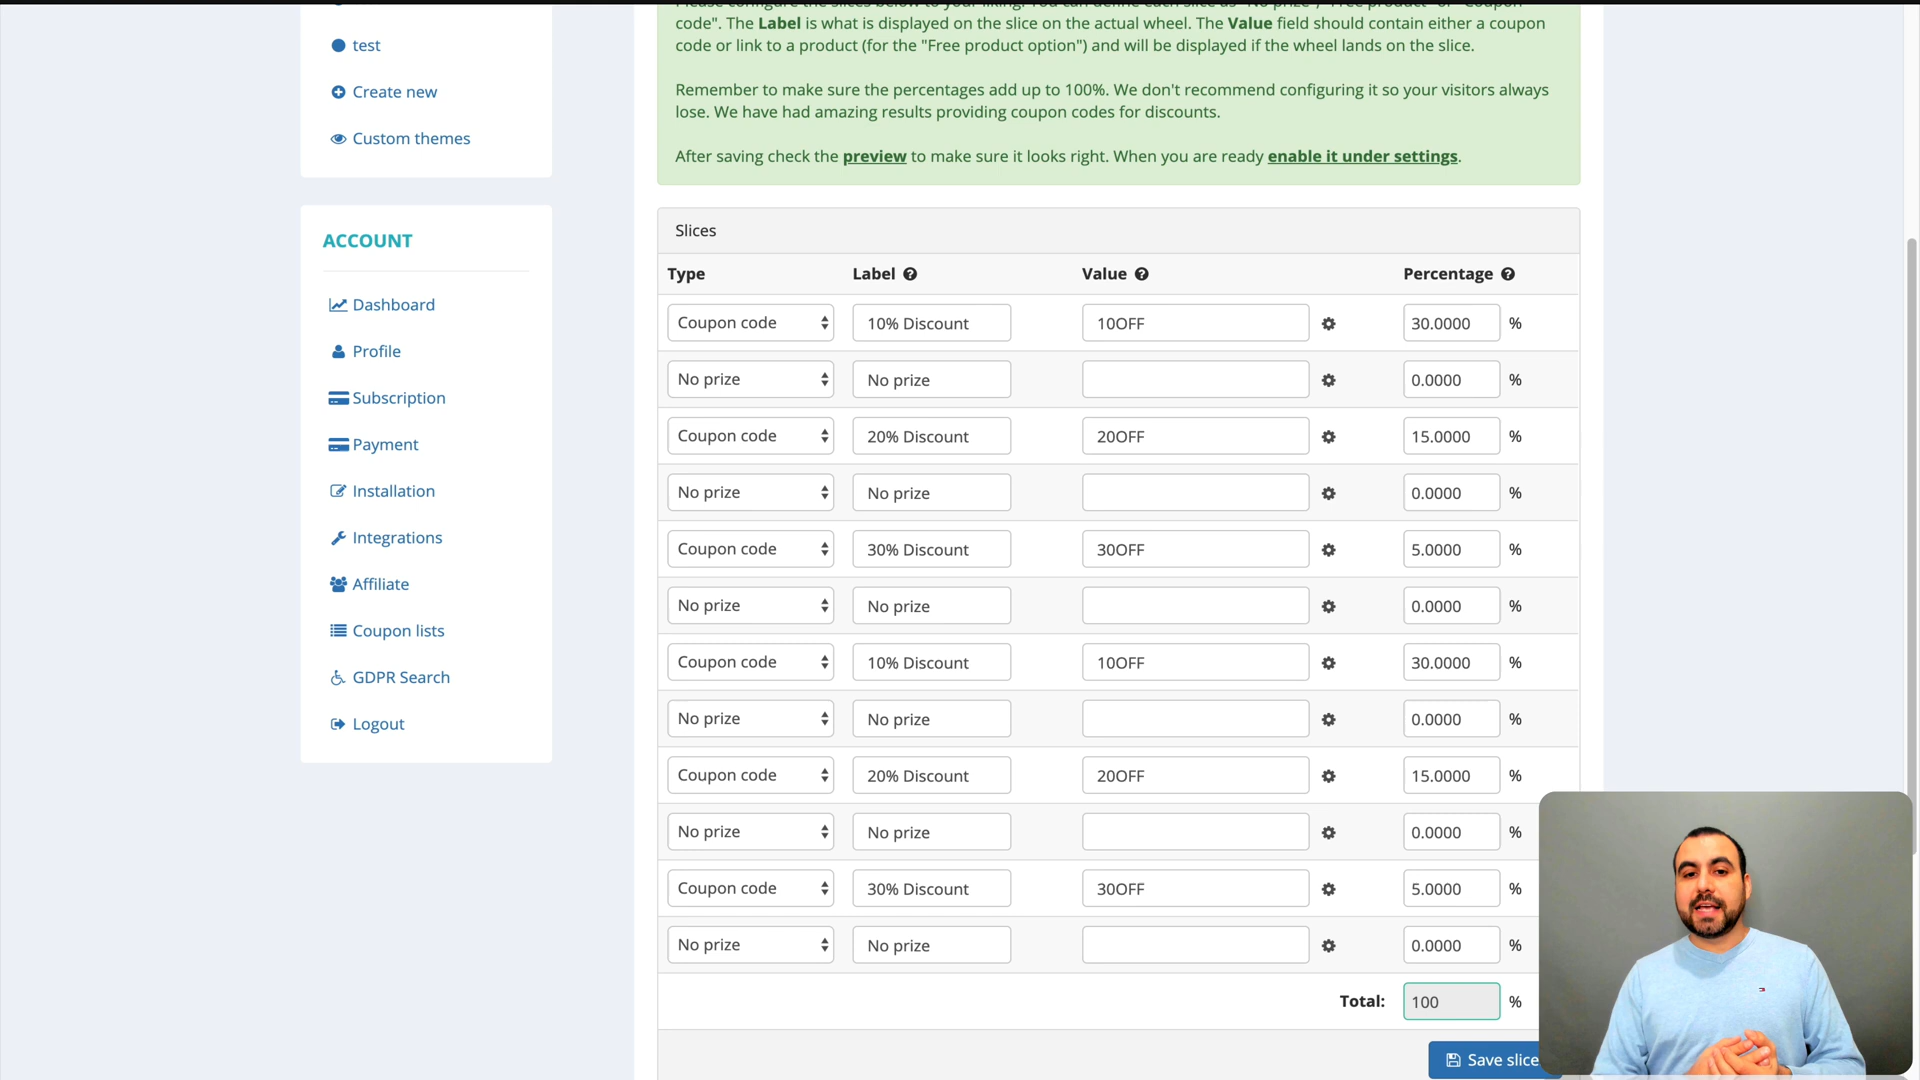 test
Create new
Custom themes
ACCOUNT
Dashboard
Profile
Subscription
Payment
Installation
Integrations
Affiliate
Coupon lists
GDPR Search
Logout
code". The Label is what is displayed on the slice on the actual wheel. The Value field should contain either a coupon
code or link to a product (for the "Free product option") and will be displayed if the wheel lands on the slice.
Remember to make sure the percentages add up to 100%. We don't recommend configuring it so your visitors always
lose. We have had amazing results providing coupon codes for discounts.
After saving check the preview to make sure it looks right. When you are ready enable it under settings.
Slices
Type Label Value Percentage
Coupon code 10% Discount 10OFF 30.0000 %
No prize No prize 0.0000 %
Coupon code 20% Discount 20OFF 15.0000 %
No prize No prize 0.0000 %
Coupon code 30% Discount 30OFF 5.0000 %
No prize No prize 0.0000 %
Coupon code 10% Discount 10OFF 30.0000 %
No prize No prize 0.0000 %
Coupon code 20% Discount 20OFF 15.0000 %
No prize No prize 0.0000 %
Coupon code 30% Discount 30OFF 5.0000 %
No prize No prize 0.0000 %
Total: 100 %
Save slice